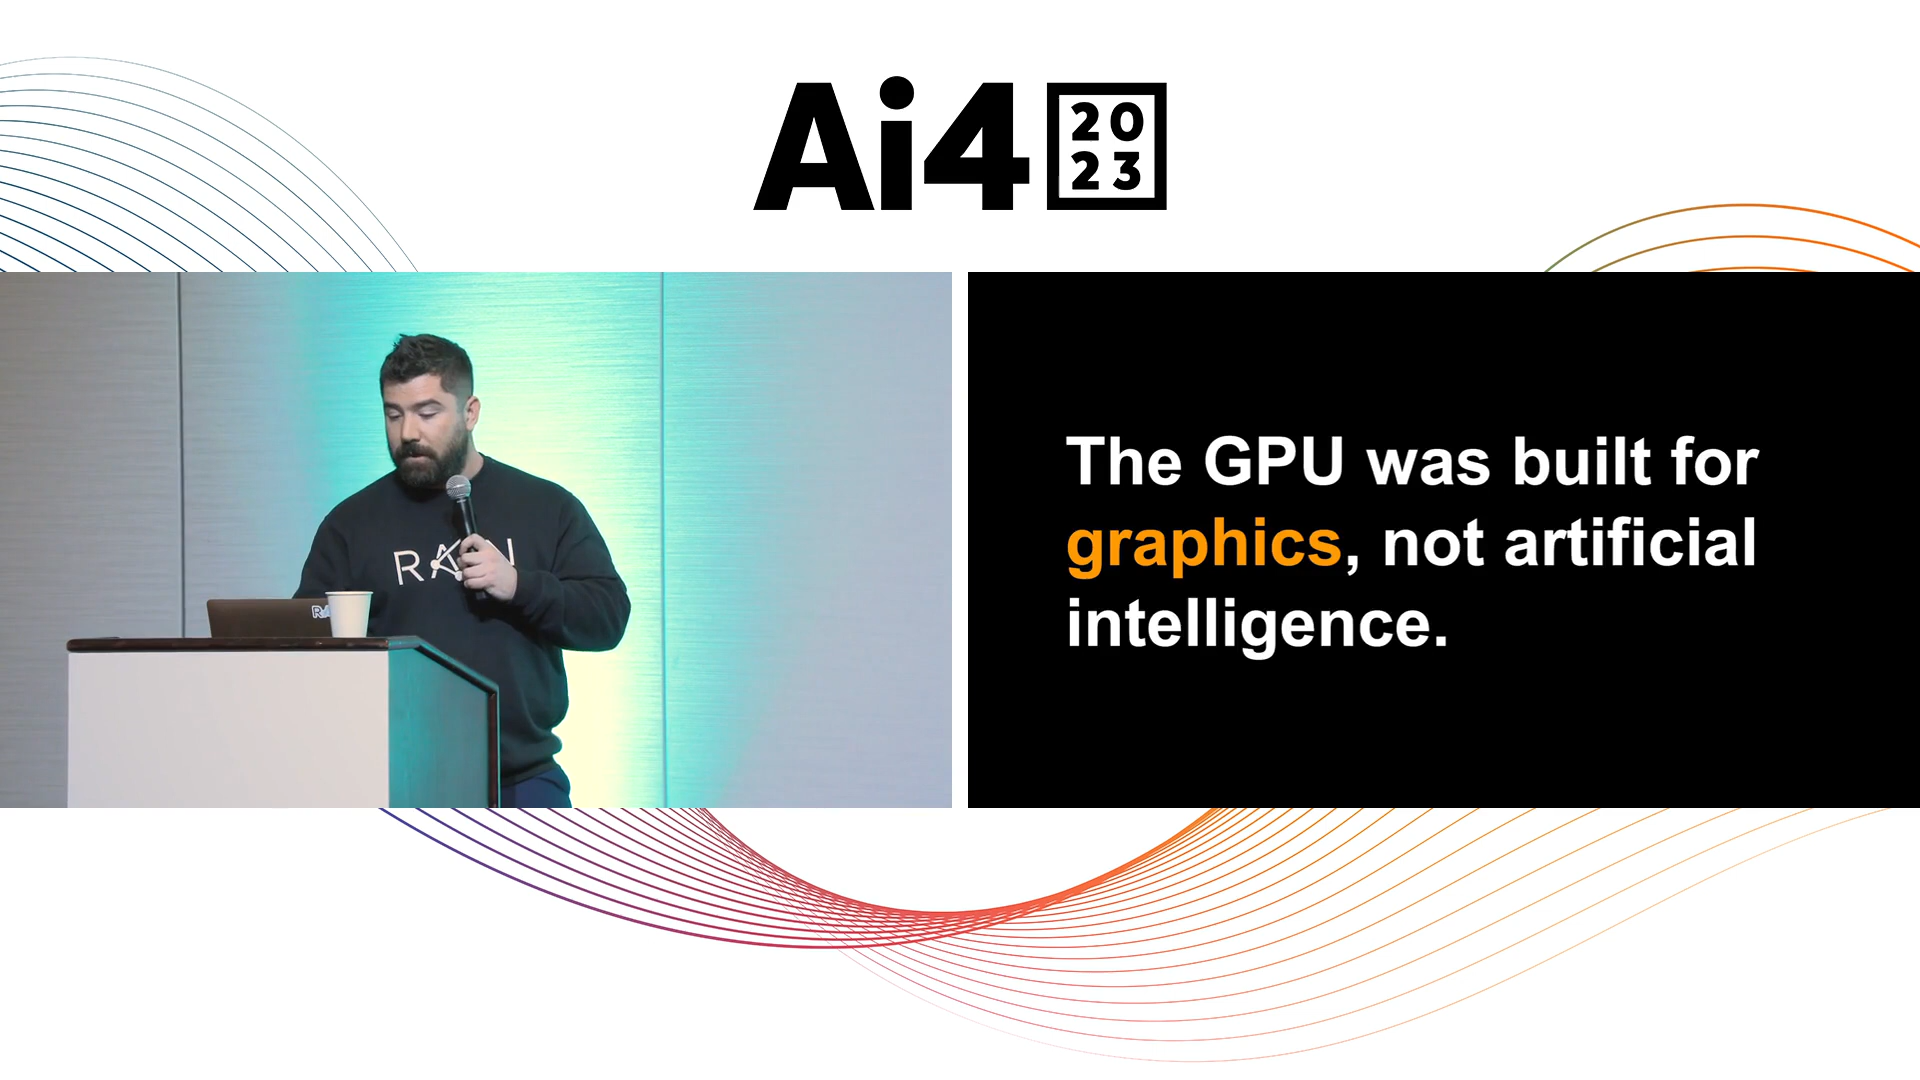 Ai4 20
23
The GPU was built for
graphics, not artificial
intelligence.